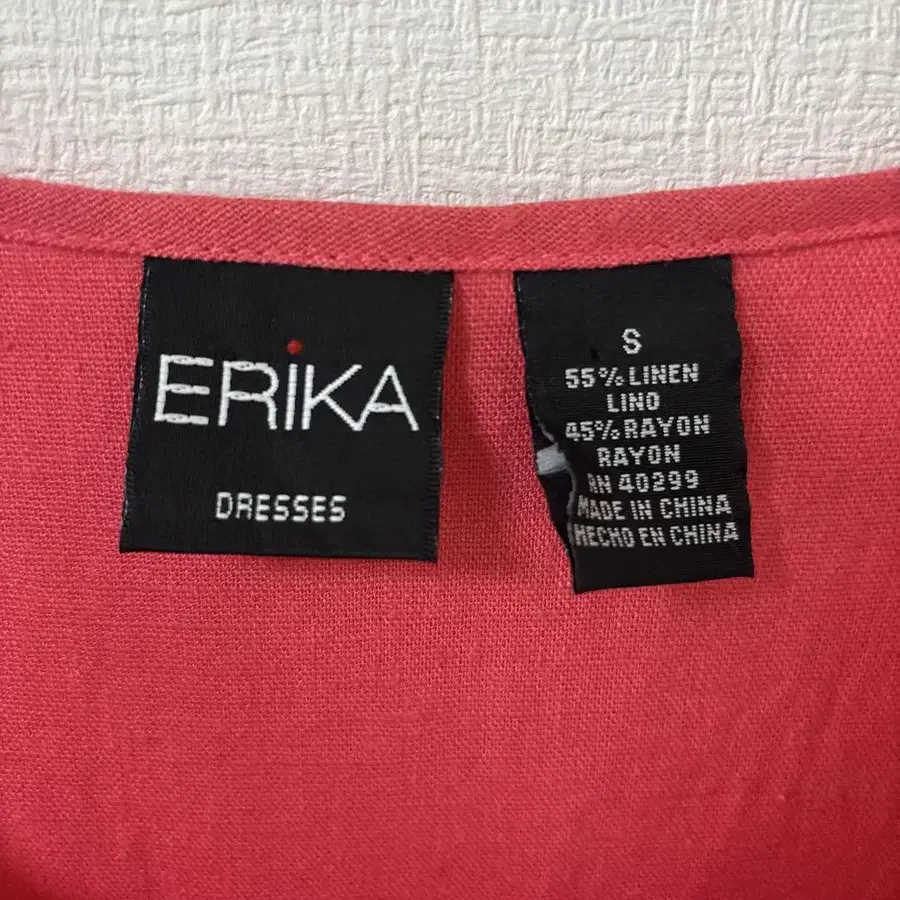 ERiKA
DRESSES
S
55% LINEN
LINO
45% RAYON
RAYON
RN 40299
MADE IN CHINA
HECHO EN CHINA